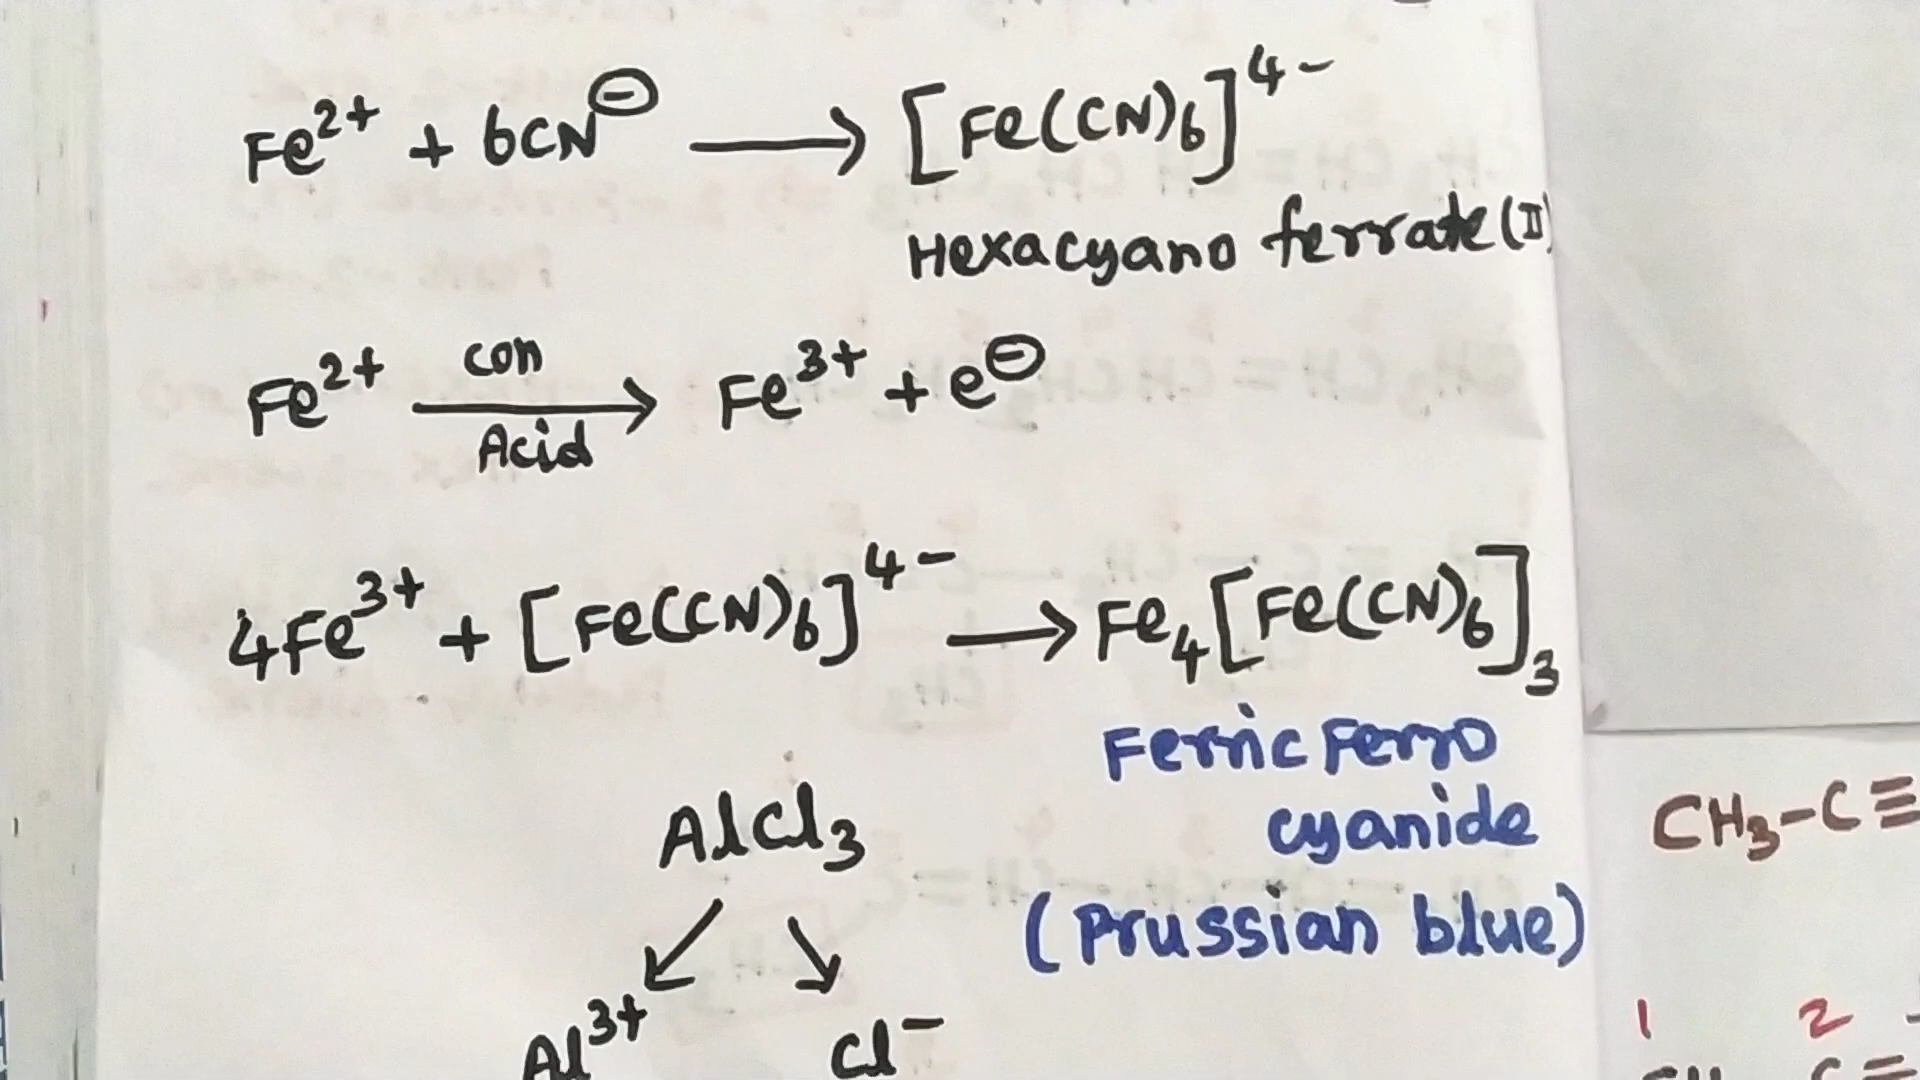 Fe²⁺ + 6CN⊖ ⟶ [Fe(CN)₆]⁴⁻
Hexacyano ferrate(II)
Fe²⁺ con Acid ⟶ Fe³⁺ + e⊖
4Fe³⁺ + [Fe(CN)₆]⁴⁻ ⟶ Fe₄[Fe(CN)₆]₃
Ferric Ferro
cyanide
(Prussian blue)
AlCl₃
↙ ↘
Al³⁺ Cl⁻
CH₃-C≡
1 2